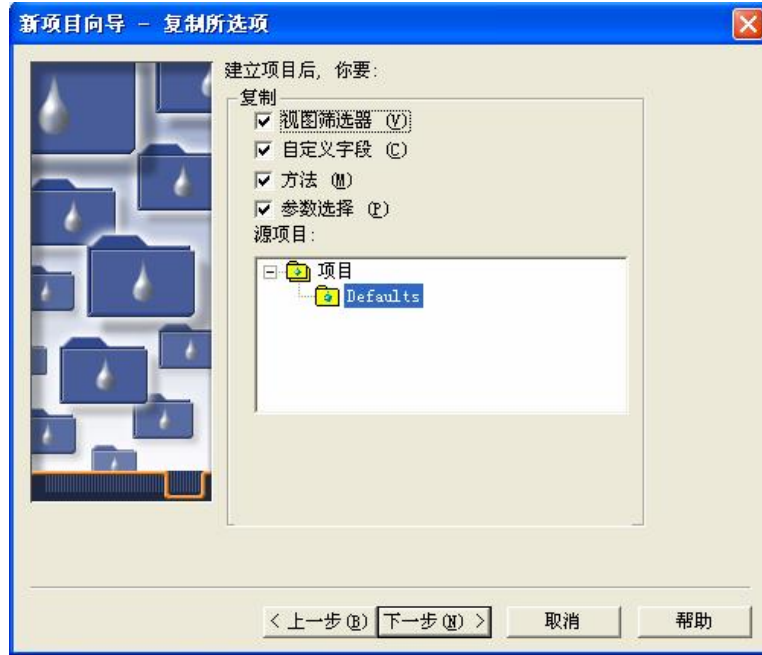 新项目向导 - 复制所选项
建立项目后, 你要:
复制
视图筛选器 (V)
自定义字段 (C)
方法 (M)
参数选择 (P)
源项目:
项目
Defaults
< 上一步(B)
下一步(N) >
取消
帮助